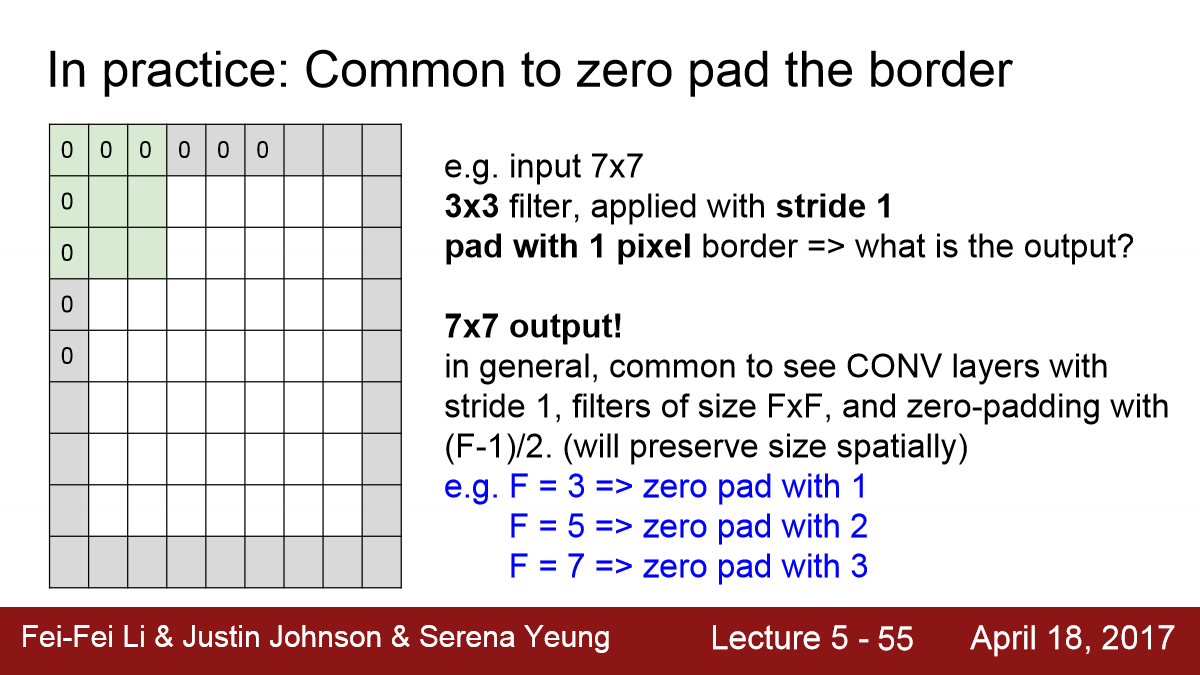 In practice: Common to zero pad the border
0 0 0 0 0 0
0
0
0
0
e.g. input 7x7
3x3 filter, applied with stride 1
pad with 1 pixel border => what is the output?
7x7 output!
in general, common to see CONV layers with
stride 1, filters of size FxF, and zero-padding with
(F-1)/2. (will preserve size spatially)
e.g. F = 3 => zero pad with 1
F = 5 => zero pad with 2
F = 7 => zero pad with 3
Fei-Fei Li & Justin Johnson & Serena Yeung Lecture 5 - 55 April 18, 2017